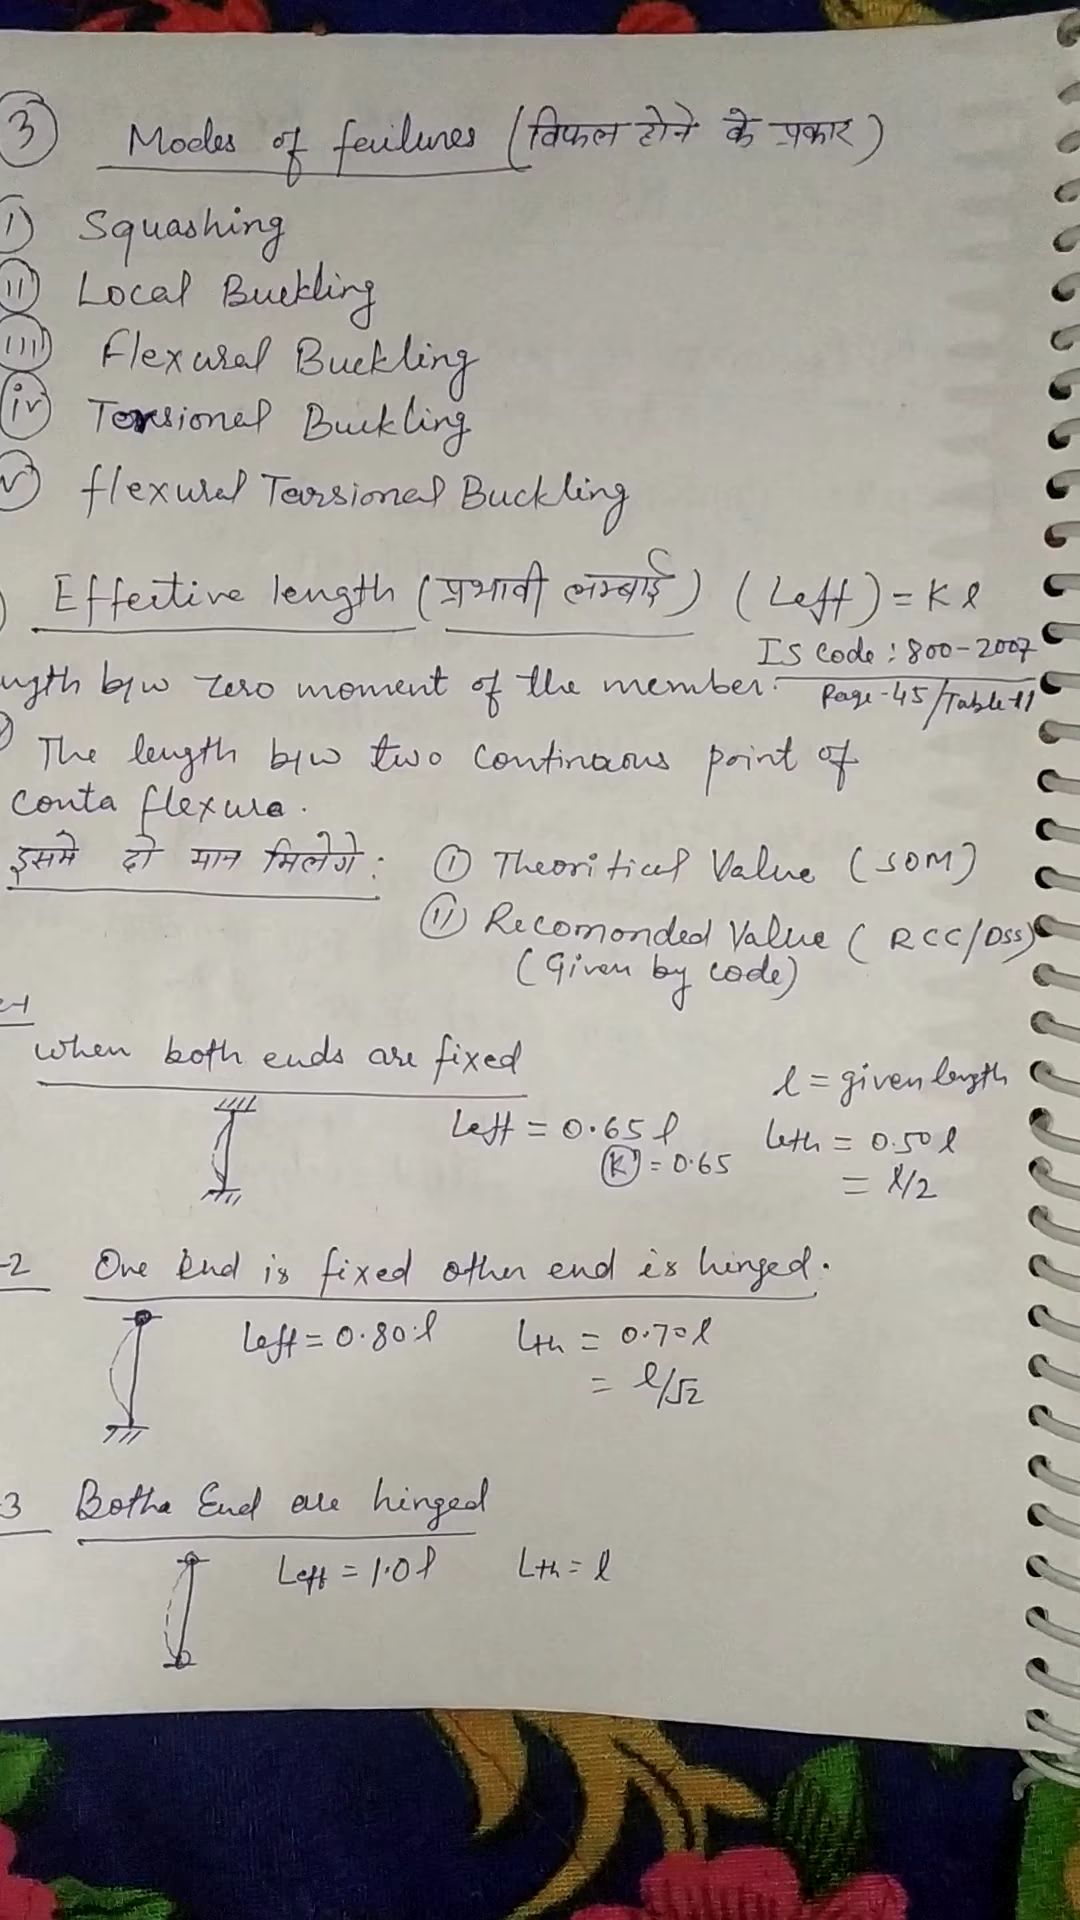 3 Modes of failures (विफल होने के प्रकार)
i) Squashing
ii) Local Buckling
iii) flexural Buckling
iv) Torsional Buckling
v) flexural Torsional Buckling
Effective length (प्रभावी लम्बाई) (Leff) = K l
IS Code : 800-2007
Page-45/Table-11
ngth b/w zero moment of the member.
The length b/w two continuous point of
Conta flexure.
इसमे दो मान मिलेगे : (i) Theoritical Value (SOM)
(ii) Recomonded Value ( RCC/DSS)
(Given by code)
e-1
when both ends are fixed
l = given length
Leff = 0.65 l
Leth = 0.50 l
K = 0.65
= l/2
-2 One End is fixed other end is hinged.
Leff = 0.80 l Lth = 0.70 l
= l/√2
-3 Botha End are hinged
Leff = 1.0 l Lth = l